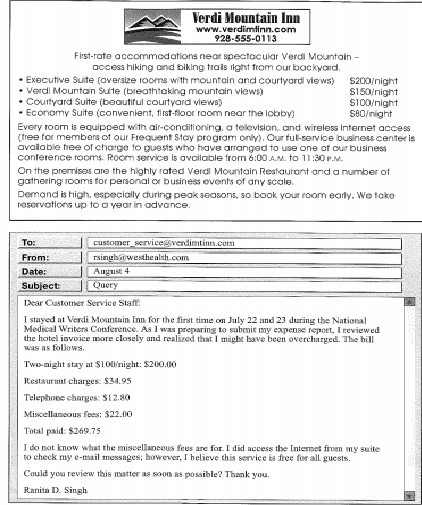 Verdi Mountain Inn
www.verdimtinn.com
928-555-0113
First-rate accommodations near spectacular Verdi Mountain –
access hiking and biking trails right from our backyard.
• Executive Suite (oversize rooms with mountain and courtyard views) $200/night
• Verdi Mountain Suite (breathtaking mountain views) $150/night
• Courtyard Suite (beautiful courtyard views) $100/night
• Economy Suite (convenient, first-floor room near the lobby) $80/night
Every room is equipped with air-conditioning, a television, and wireless Internet access
(free for members of our Frequent Stay program only). Our full-service business center is
available free of charge to guests who have arranged to use one of our business
conference rooms. Room service is available from 6:00 A.M. to 11:30 P.M.
On the premises are the highly rated Verdi Mountain Restaurant and a number of
gathering rooms for personal or business events of any scale.
Demand is high, especially during peak seasons, so book your room early. We take
reservations up to a year in advance.
To: customer_service@verdimtinn.com
From: rsingh@westhealth.com
Date: August 4
Subject: Query
Dear Customer Service Staff:
I stayed at Verdi Mountain Inn for the first time on July 22 and 23 during the National
Medical Writers Conference. As I was preparing to submit my expense report, I reviewed
the hotel invoice more closely and realized that I might have been overcharged. The bill
was as follows.
Two-night stay at $100/night: $200.00
Restaurant charges: $34.95
Telephone charges: $12.80
Miscellaneous fees: $22.00
Total paid: $269.75
I do not know what the miscellaneous fees are for. I did access the Internet from my suite
to check my e-mail messages; however, I believe this service is free for all guests.
Could you review this matter as soon as possible? Thank you.
Ranita D. Singh